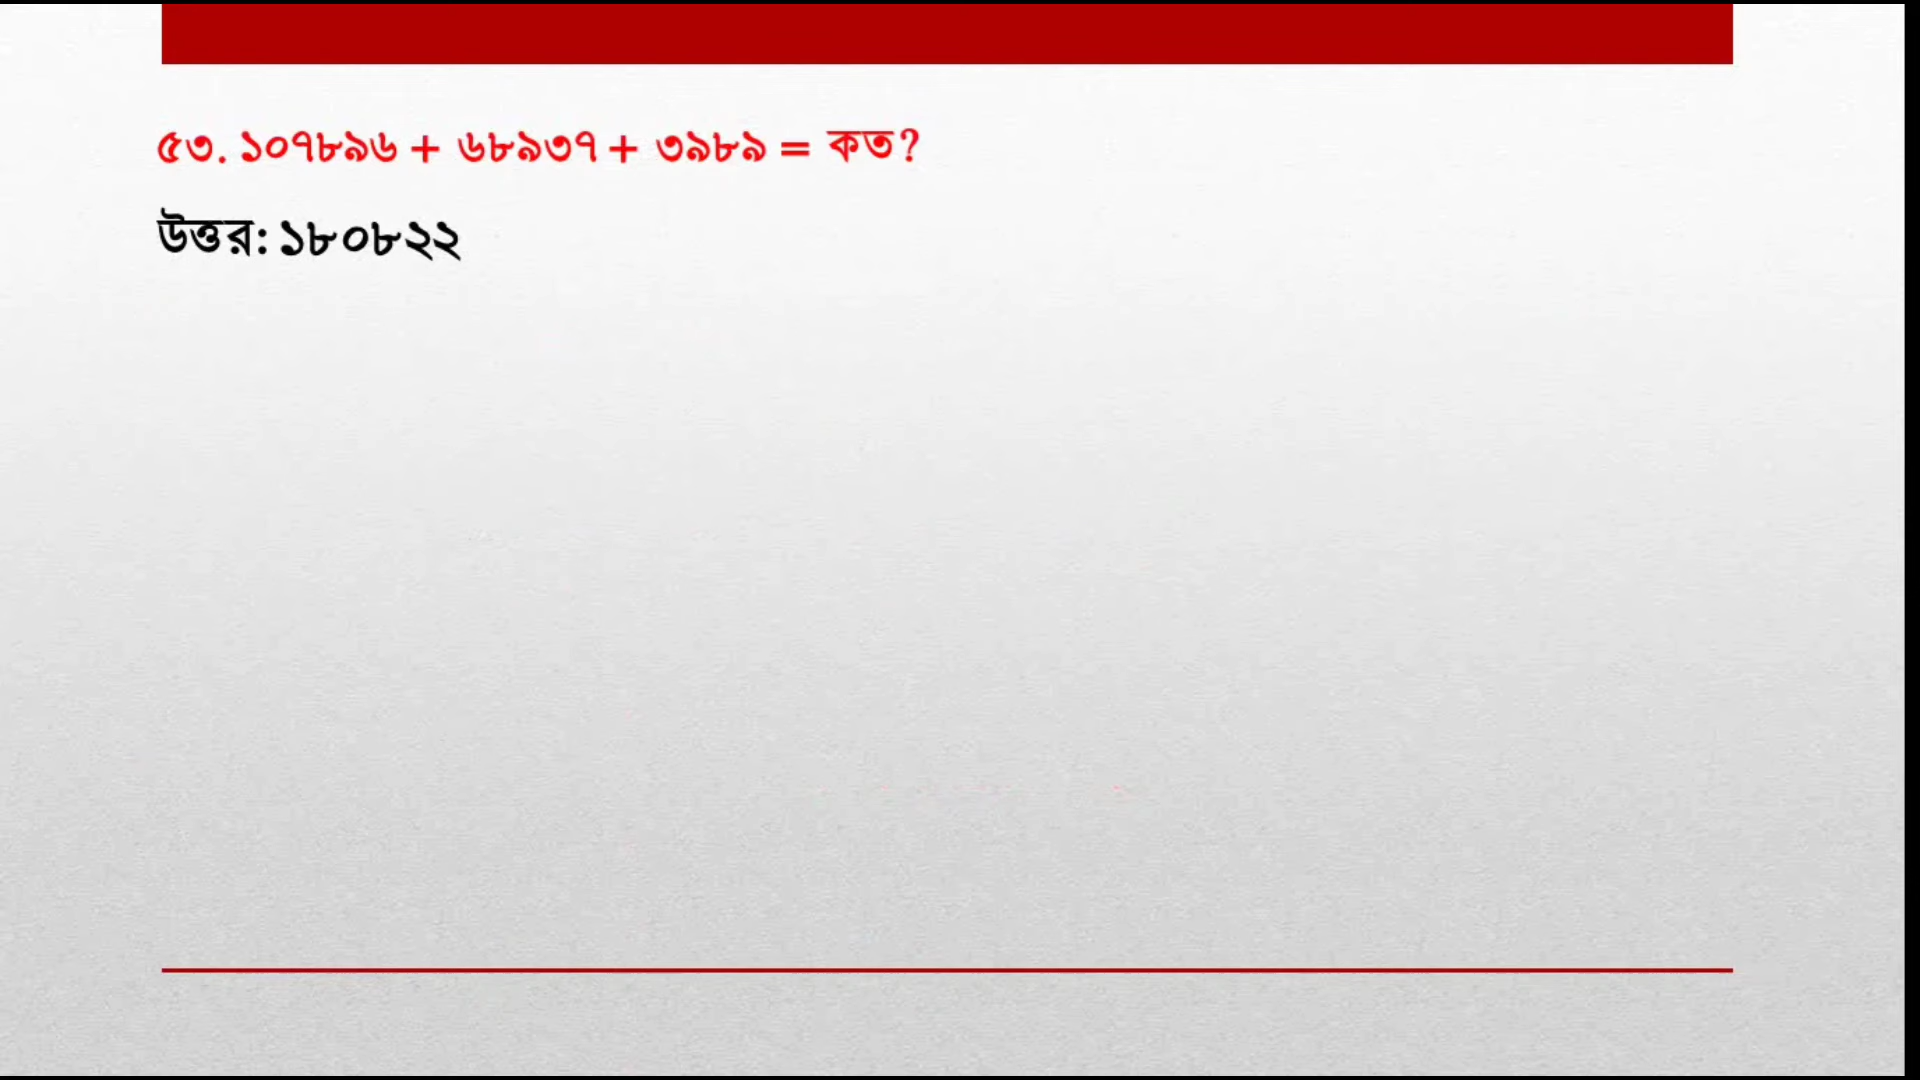 ৫৩. ১০৭৮৯৬ + ৬৮৯৩৭ + ৩৯৮৯ = কত?
উত্তর: ১৮০৮২২